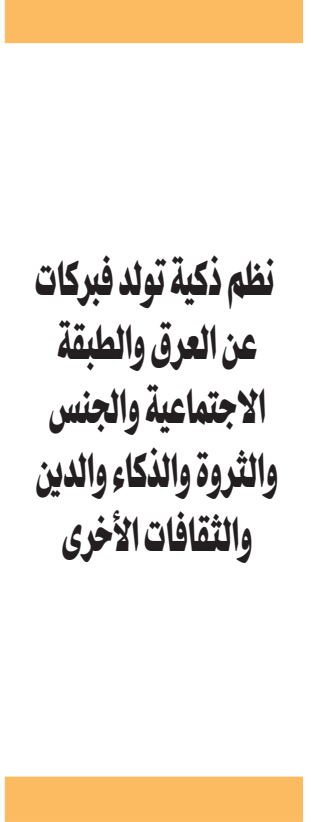 نظم ذكية تولد فبركات
عن العرق والطبقة
الاجتماعية والجنس
والثروة والذكاء والدين
والثقافات الأخرى